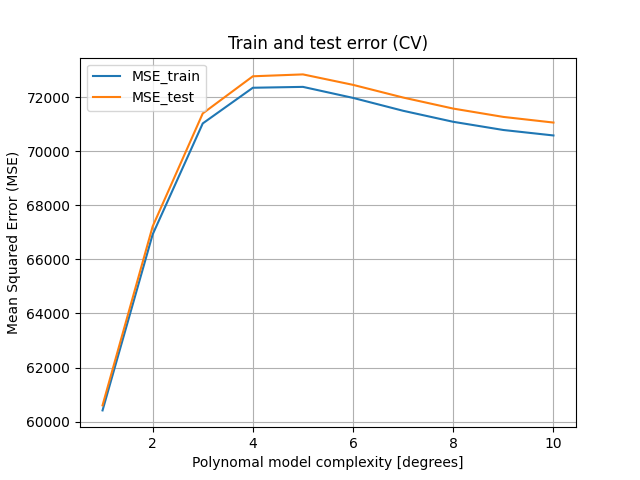 Train and test error (CV)
MSE_train
MSE_test
Mean Squared Error (MSE)
72000
70000
68000
66000
64000
62000
60000
2 4 6 8 10
Polynomal model complexity [degrees]